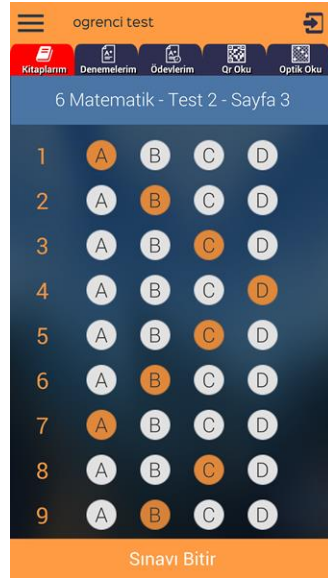 ogrenci test
Kitaplarım Denemelerim Ödevlerim Qr Oku Optik Oku
6 Matematik - Test 2 - Sayfa 3
1 A B C D
2 A B C D
3 A B C D
4 A B C D
5 A B C D
6 A B C D
7 A B C D
8 A B C D
9 A B C D
Sınavı Bitir